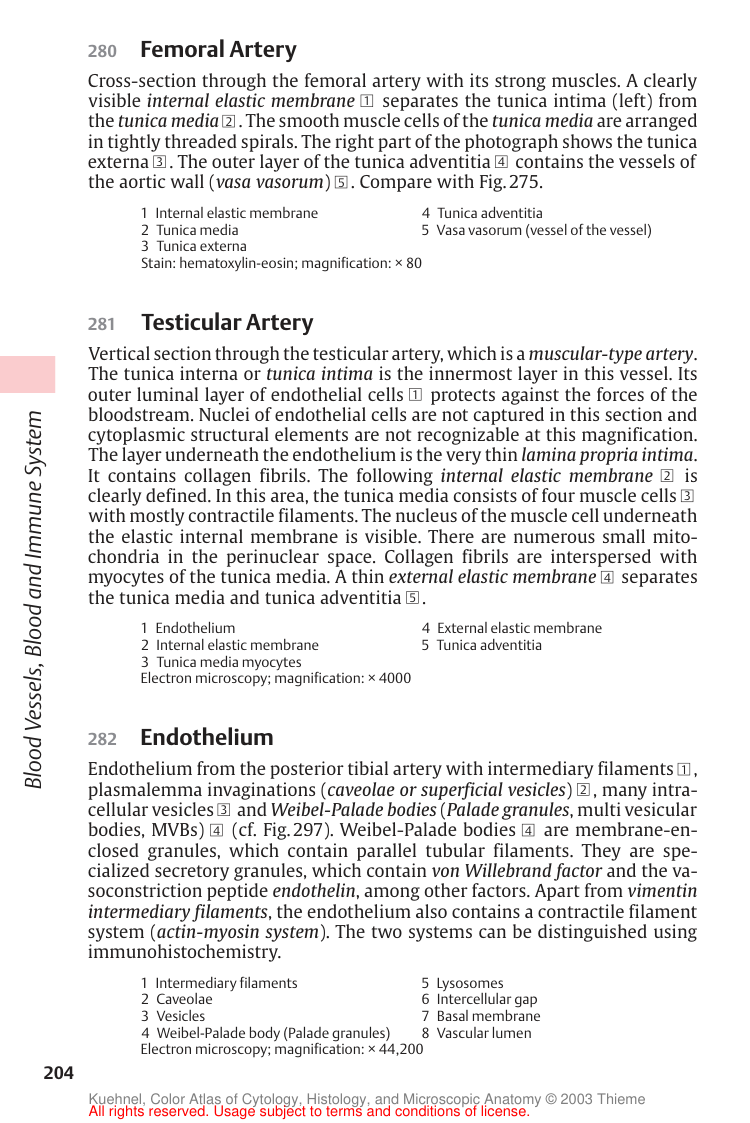 280 Femoral Artery
Cross-section through the femoral artery with its strong muscles. A clearly
visible internal elastic membrane 1 separates the tunica intima (left) from
the tunica media 2. The smooth muscle cells of the tunica media are arranged
in tightly threaded spirals. The right part of the photograph shows the tunica
externa 3. The outer layer of the tunica adventitia 4 contains the vessels of
the aortic wall (vasa vasorum) 5. Compare with Fig. 275.
1 Internal elastic membrane
2 Tunica media
3 Tunica externa
4 Tunica adventitia
5 Vasa vasorum (vessel of the vessel)
Stain: hematoxylin-eosin; magnification: × 80
281 Testicular Artery
Vertical section through the testicular artery, which is a muscular-type artery.
The tunica interna or tunica intima is the innermost layer in this vessel. Its
outer luminal layer of endothelial cells 1 protects against the forces of the
bloodstream. Nuclei of endothelial cells are not captured in this section and
cytoplasmic structural elements are not recognizable at this magnification.
The layer underneath the endothelium is the very thin lamina propria intima.
It contains collagen fibrils. The following internal elastic membrane 2 is
clearly defined. In this area, the tunica media consists of four muscle cells 3
with mostly contractile filaments. The nucleus of the muscle cell underneath
the elastic internal membrane is visible. There are numerous small mito-
chondria in the perinuclear space. Collagen fibrils are interspersed with
myocytes of the tunica media. A thin external elastic membrane 4 separates
the tunica media and tunica adventitia 5.
1 Endothelium
2 Internal elastic membrane
3 Tunica media myocytes
4 External elastic membrane
5 Tunica adventitia
Electron microscopy; magnification: × 4000
282 Endothelium
Endothelium from the posterior tibial artery with intermediary filaments 1,
plasmalemma invaginations (caveolae or superficial vesicles) 2, many intra-
cellular vesicles 3 and Weibel-Palade bodies (Palade granules, multi vesicular
bodies, MVBs) 4 (cf. Fig. 297). Weibel-Palade bodies 4 are membrane-en-
closed granules, which contain parallel tubular filaments. They are spe-
cialized secretory granules, which contain von Willebrand factor and the va-
soconstriction peptide endothelin, among other factors. Apart from vimentin
intermediary filaments, the endothelium also contains a contractile filament
system (actin-myosin system). The two systems can be distinguished using
immunohistochemistry.
1 Intermediary filaments
2 Caveolae
3 Vesicles
4 Weibel-Palade body (Palade granules)
5 Lysosomes
6 Intercellular gap
7 Basal membrane
8 Vascular lumen
Electron microscopy; magnification: × 44,200
Blood Vessels, Blood and Immune System
204
Kuehnel, Color Atlas of Cytology, Histology, and Microscopic Anatomy © 2003 Thieme
All rights reserved. Usage subject to terms and conditions of license.